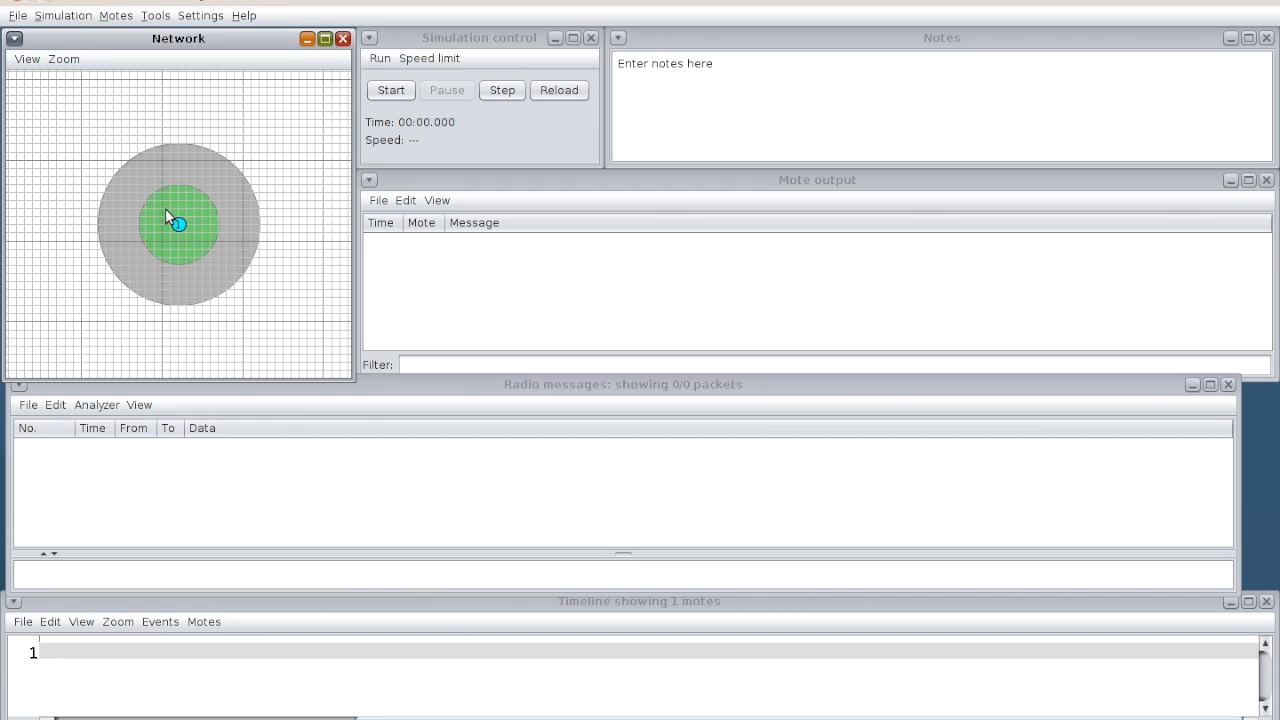 File Simulation Motes Tools Settings Help
Network
View Zoom
1
Simulation control
Run Speed limit
Start Pause Step Reload
Time: 00:00.000
Speed: ---
Notes
Enter notes here
Mote output
File Edit View
Time Mote Message
Filter:
Radio messages: showing 0/0 packets
File Edit Analyzer View
No. Time From To Data
Timeline showing 1 motes
File Edit View Zoom Events Motes
1